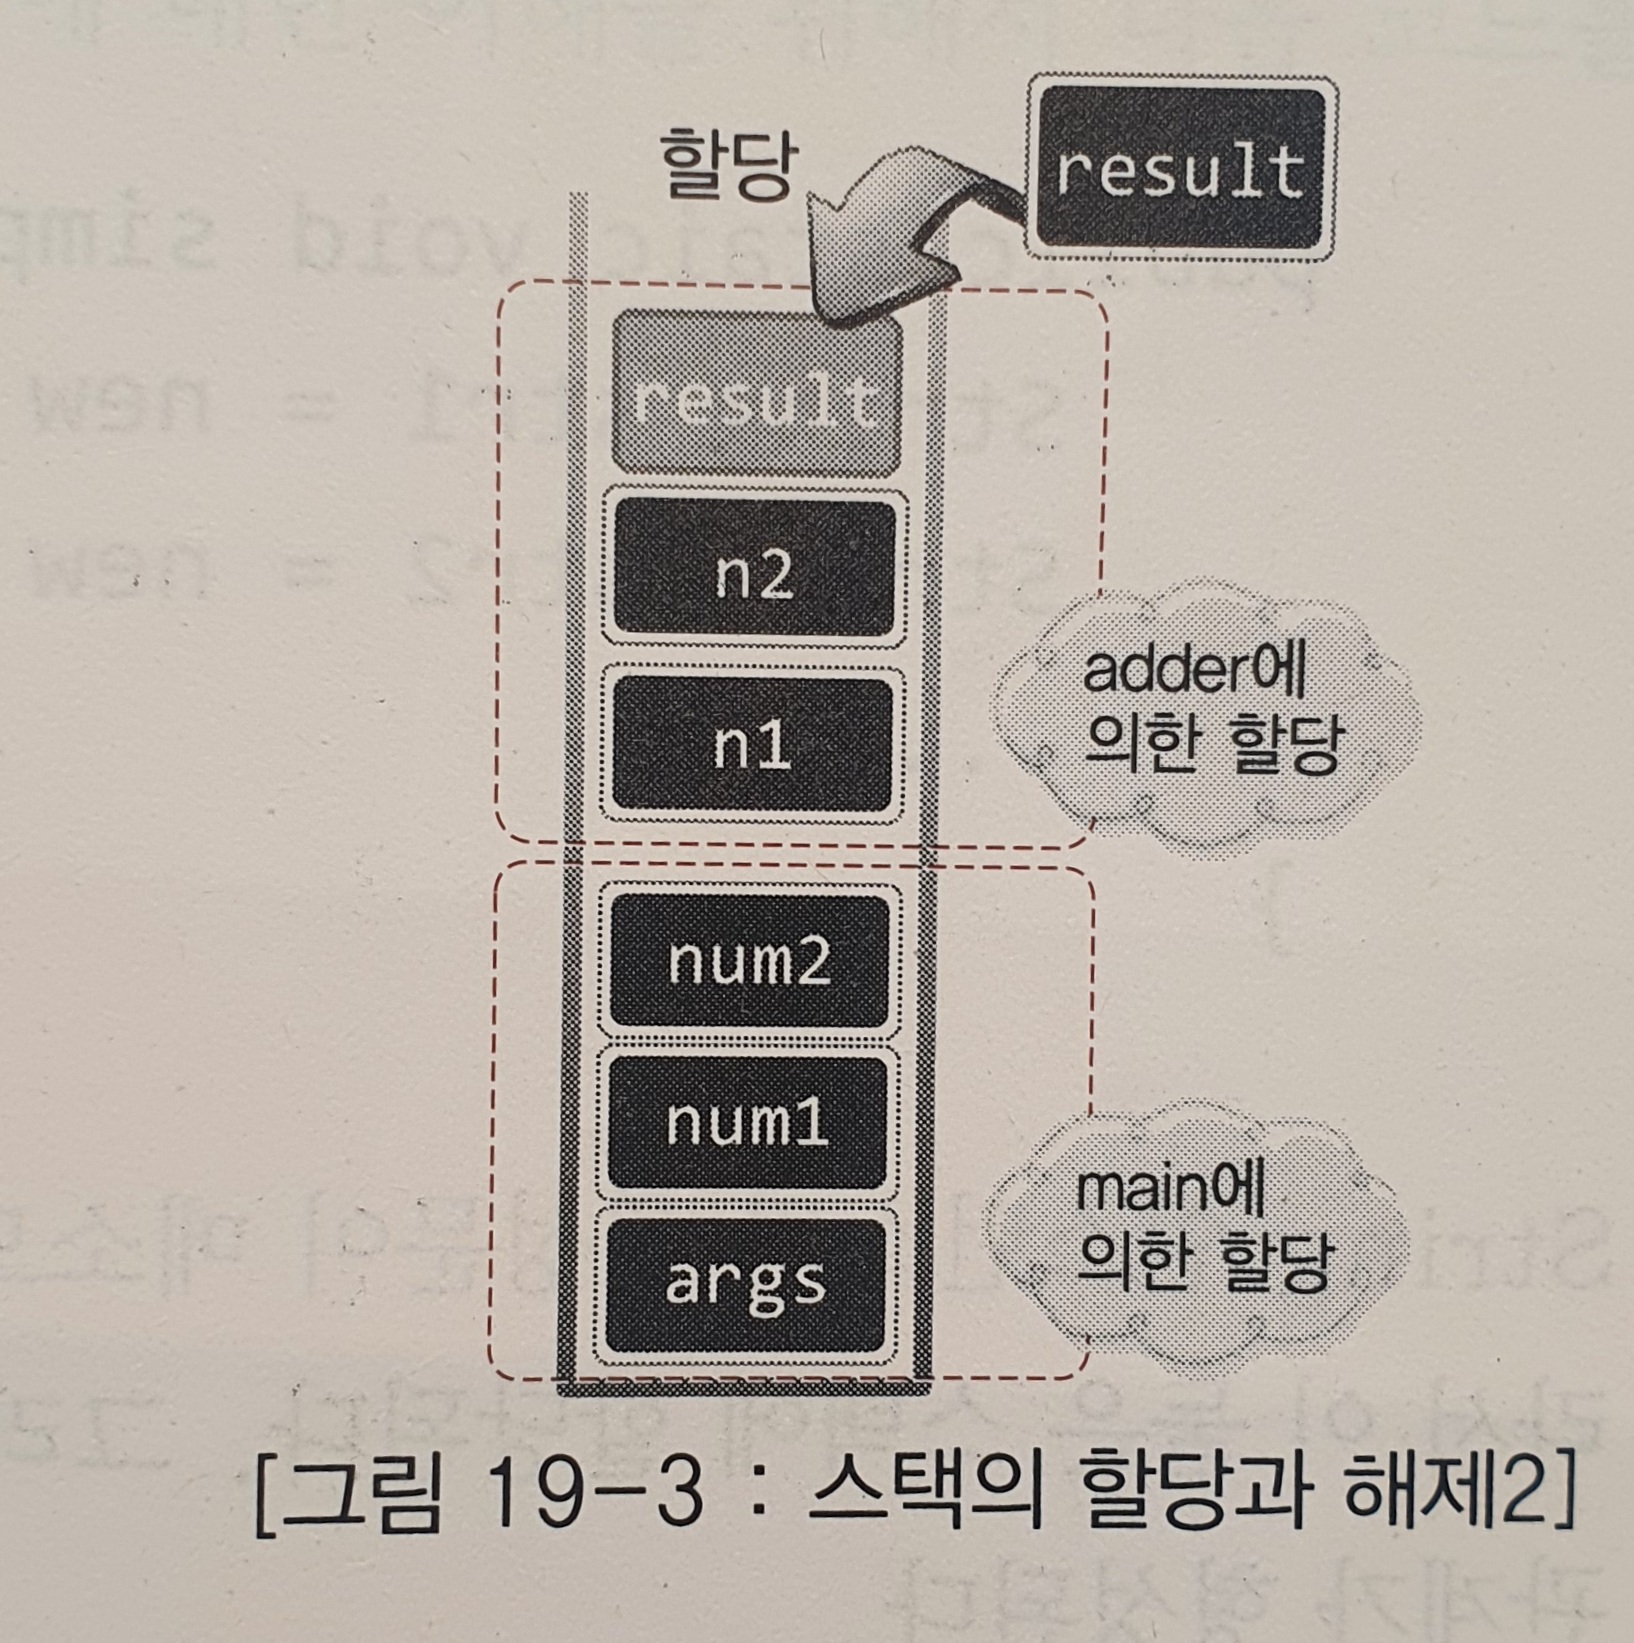 할당
result
result
n2
n1
adder에
의한 할당
num2
num1
args
main에
의한 할당
[그림 19-3 : 스택의 할당과 해제2]